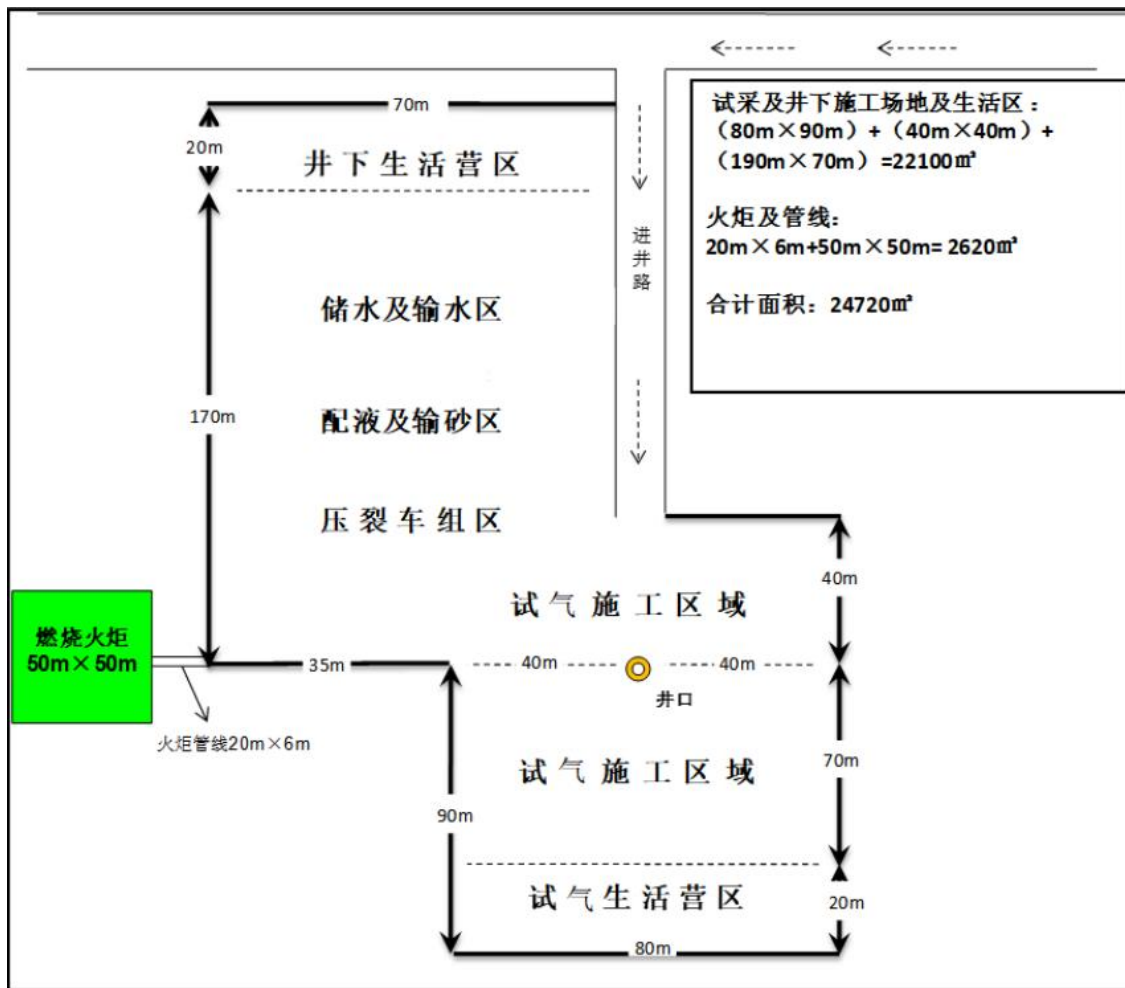 70m
20m
井下生活营区
试采及井下施工场地及生活区：
（80m×90m）+（40m×40m）+
（190m×70m）=22100㎡
火炬及管线：
20m×6m+50m×50m= 2620㎡
合计面积：24720㎡
进井路
储水及输水区
170m
配液及输砂区
压裂车组区
40m
试气施工区域
燃烧火炬
50m×50m
35m
40m
40m
井口
火炬管线20m×6m
试气施工区域
70m
90m
试气生活营区
20m
80m